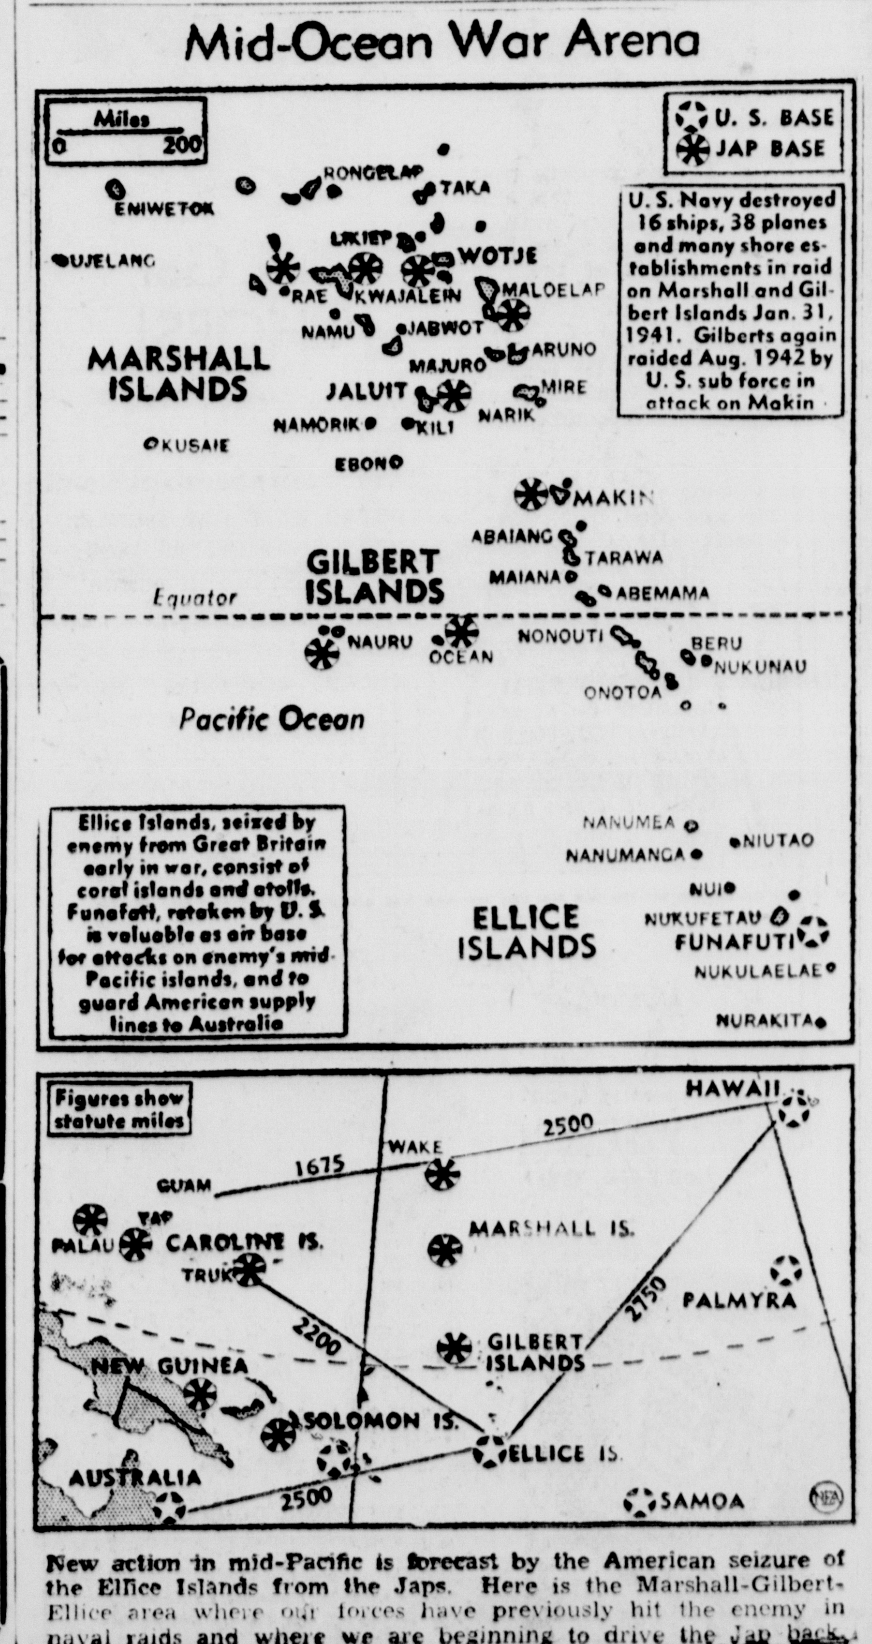 Mid-Ocean War Arena
Miles
0 200
U. S. BASE
JAP BASE
RONGELAP
TAKA
ENIWETOK
U. S. Navy destroyed
16 ships, 38 planes
and many shore es-
tablishments in raid
on Marshall and Gil-
bert Islands Jan. 31,
1941. Gilberts again
raided Aug. 1942 by
U. S. sub force in
attack on Makin
LIKIEP
WOTJE
UJELANG
RAE
KWAJALEIN
MALOELAP
NAMU
JABWOT
MARSHALL
ISLANDS
MAJURO
ARUNO
JALUIT
MIRE
NAMORIK
KILI
NARIK
KUSAIE
EBON
MAKIN
ABAIANG
GILBERT
ISLANDS
TARAWA
MAIANA
ABEMAMA
Equator
NAURU
OCEAN
NONOUTI
BERU
NUKUNAU
ONOTOA
Pacific Ocean
Ellice Islands, seized by
enemy from Great Britain
early in war, consist of
coral islands and atolls.
Funafati, retaken by U. S.
is valuable as air base
for attacks on enemy's mid-
Pacific islands, and to
guard American supply
lines to Australia
NANUMEA
NIUTAO
NANUMANGA
NUI
ELLICE
ISLANDS
NUKUFETAU
FUNAFUTI
NUKULAELAE
NURAKITA
Figures show
statute miles
HAWAII
2500
WAKE
1675
GUAM
YAP
PALAU
CAROLINE IS.
MARSHALL IS.
TRUK
2750
PALMYRA
2200
GILBERT
ISLANDS
NEW GUINEA
SOLOMON IS.
ELLICE IS.
AUSTRALIA
2500
SAMOA
NEA
New action in mid-Pacific is forecast by the American seizure of
the Ellice Islands from the Japs. Here is the Marshall-Gilbert-
Ellice area where our forces have previously hit the enemy in
naval raids and where we are beginning to drive the Jap back.